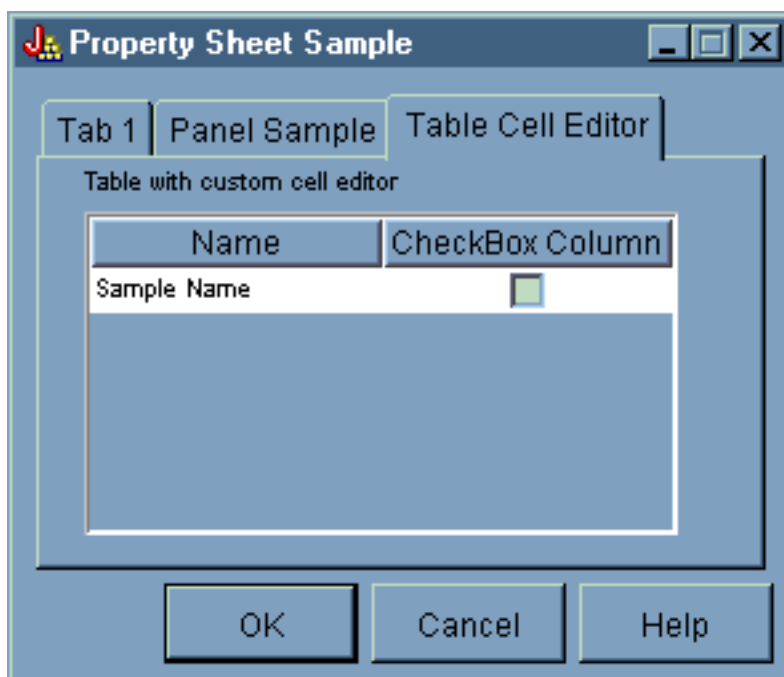 Property Sheet Sample
Tab 1 Panel Sample Table Cell Editor
Table with custom cell editor
Name CheckBox Column
Sample Name
OK Cancel Help